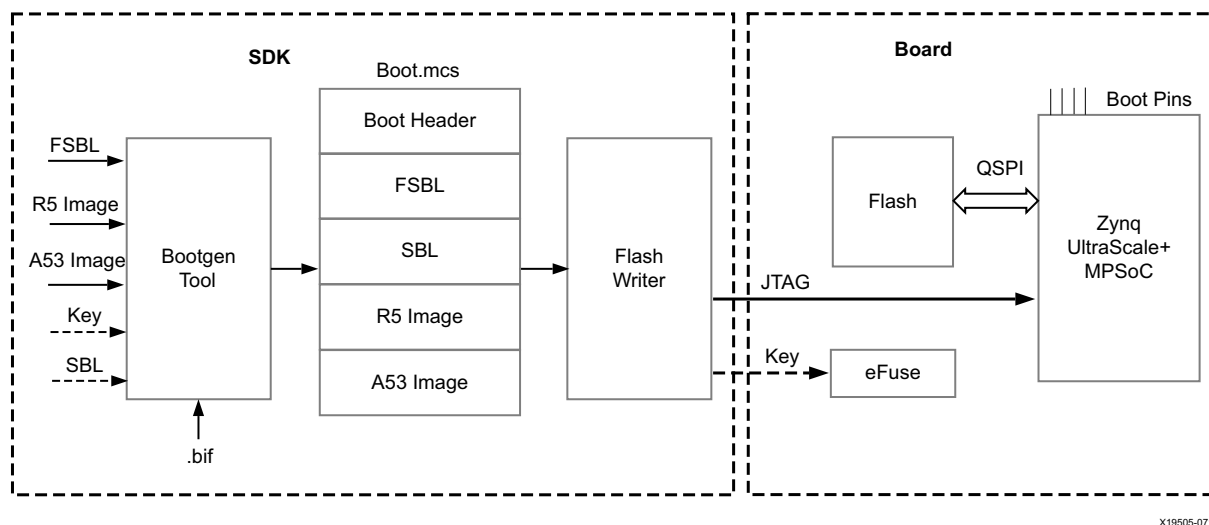 SDK
Board
Boot.mcs
Boot Header
FSBL
SBL
R5 Image
A53 Image
FSBL
R5 Image
A53 Image
Key
SBL
Bootgen
Tool
.bif
Flash
Writer
JTAG
Key
Boot Pins
Flash
QSPI
Zynq
UltraScale+
MPSoC
eFuse
X19505-07